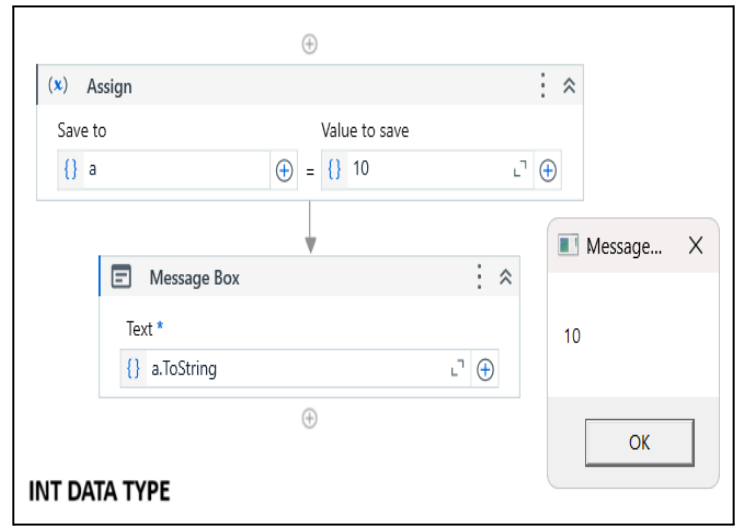 (x) Assign
Save to Value to save
{} a = {} 10
Message Box
Text *
{} a.ToString
Message...
10
OK
INT DATA TYPE